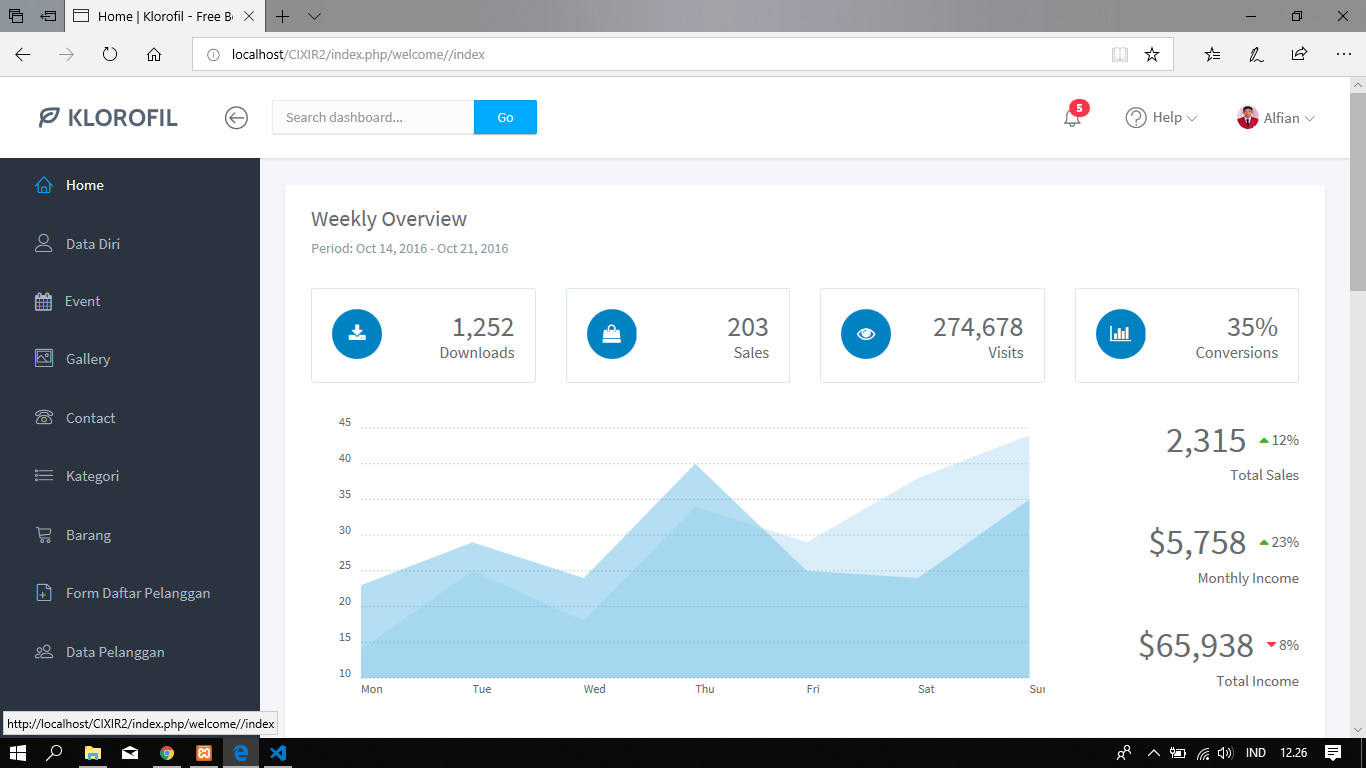 Home | Klorofil - Free Bo
localhost/CIXIR2/index.php/welcome//index
KLOROFIL
Search dashboard...
Go
5
Help
Alfian
Home
Data Diri
Event
Gallery
Contact
Kategori
Barang
Form Daftar Pelanggan
Data Pelanggan
Weekly Overview
Period: Oct 14, 2016 - Oct 21, 2016
1,252
Downloads
203
Sales
274,678
Visits
35%
Conversions
45
40
35
30
25
20
15
10
Mon Tue Wed Thu Fri Sat Sun
2,315 12%
Total Sales
$5,758 23%
Monthly Income
$65,938 8%
Total Income
http://localhost/CIXIR2/index.php/welcome//index
IND 12.26